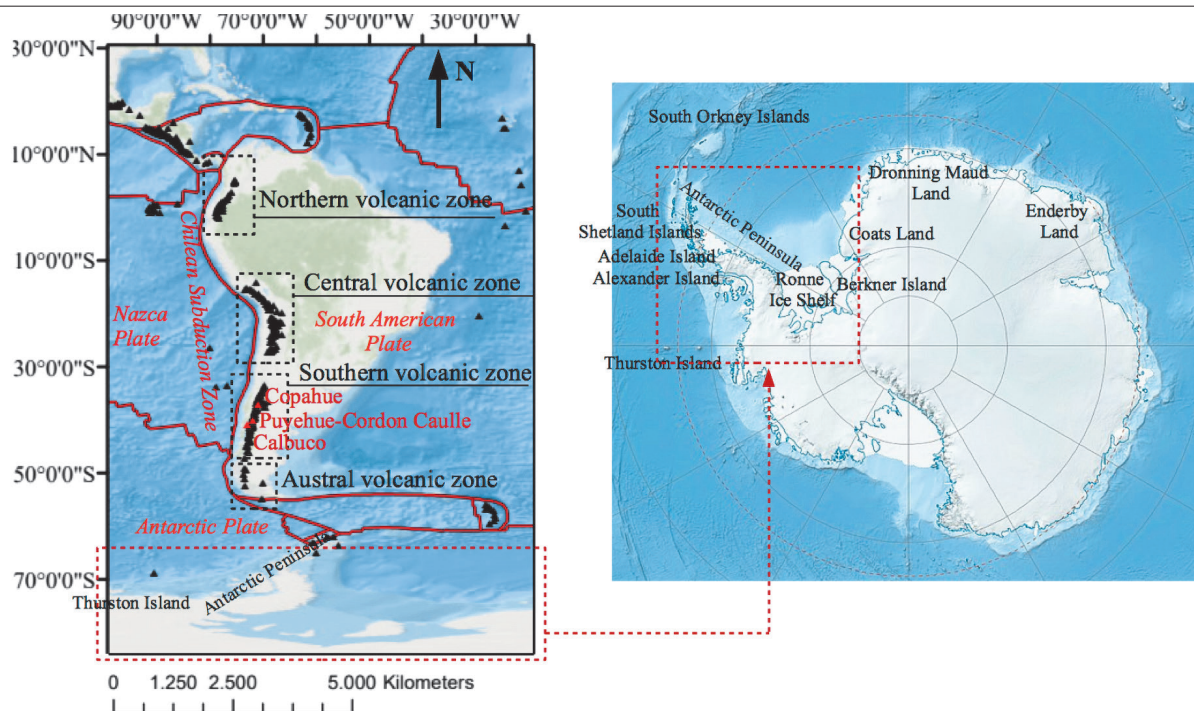 90°0'0"W 70°0'0"W 50°0'0"W 30°0'0"W
30°0'0"N
10°0'0"N
10°0'0"S
30°0'0"S
50°0'0"S
70°0'0"S
N
Northern volcanic zone
Chilean Subduction Zone
Central volcanic zone
Nazca
Plate
South American
Plate
Southern volcanic zone
Copahue
Puyehue-Cordon Caulle
Calbuco
Austral volcanic zone
Antarctic Plate
Antarctic Peninsula
Thurston Island
0 1.250 2.500 5.000 Kilometers
South Orkney Islands
Dronning Maud
Land
Antarctic Peninsula
South
Shetland Islands
Enderby
Land
Coats Land
Adelaide Island
Alexander Island
Ronne
Ice Shelf
Berkner Island
Thurston Island